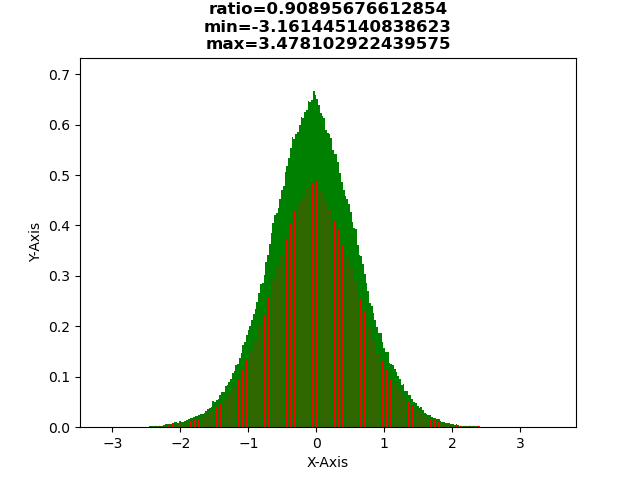 ratio=0.90895676612854
min=-3.161445140838623
max=3.478102922439575
0.7
0.6
0.5
0.4
0.3
0.2
0.1
0.0
Y-Axis
−3 −2 −1 0 1 2 3
X-Axis